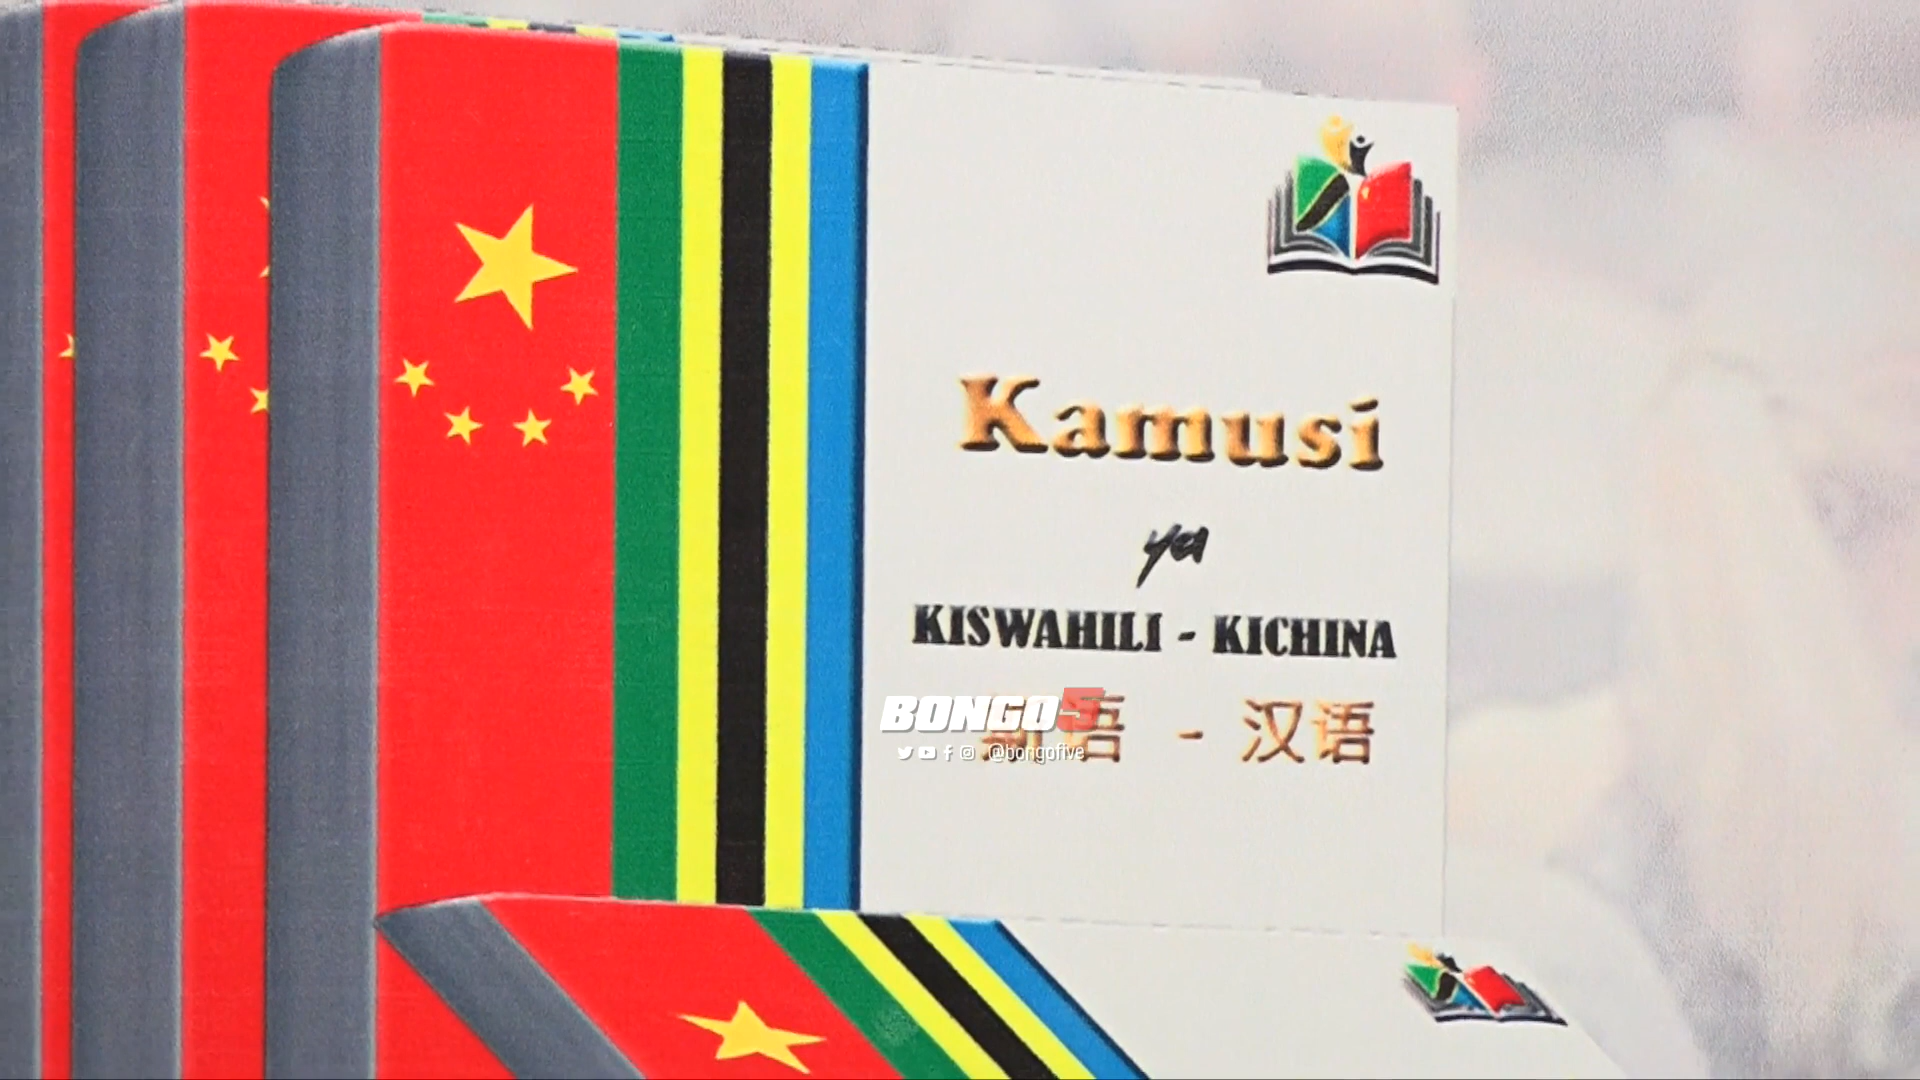 Kamusi
ya
KISWAHILI - KICHINA
语 - 汉语
BONGO5
@bongofive